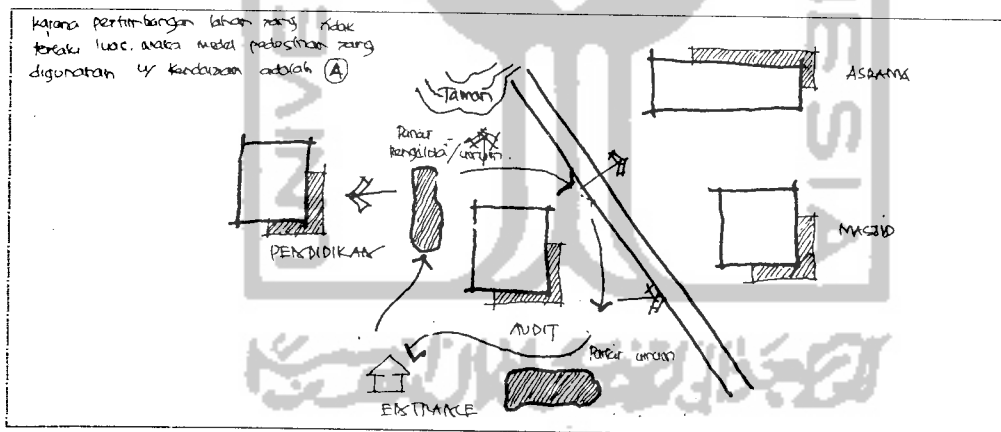 karena pertimbangan lahan yang tidak
terlalu luas. maka model pedestrian yang
digunakan u/ kendaraan adalah (A)
Taman
ASRAMA
Parkir
Pengelola / umum.
PENDIDIKAN
MASJID
AUDIT
Parkir umum
ENTRANCE